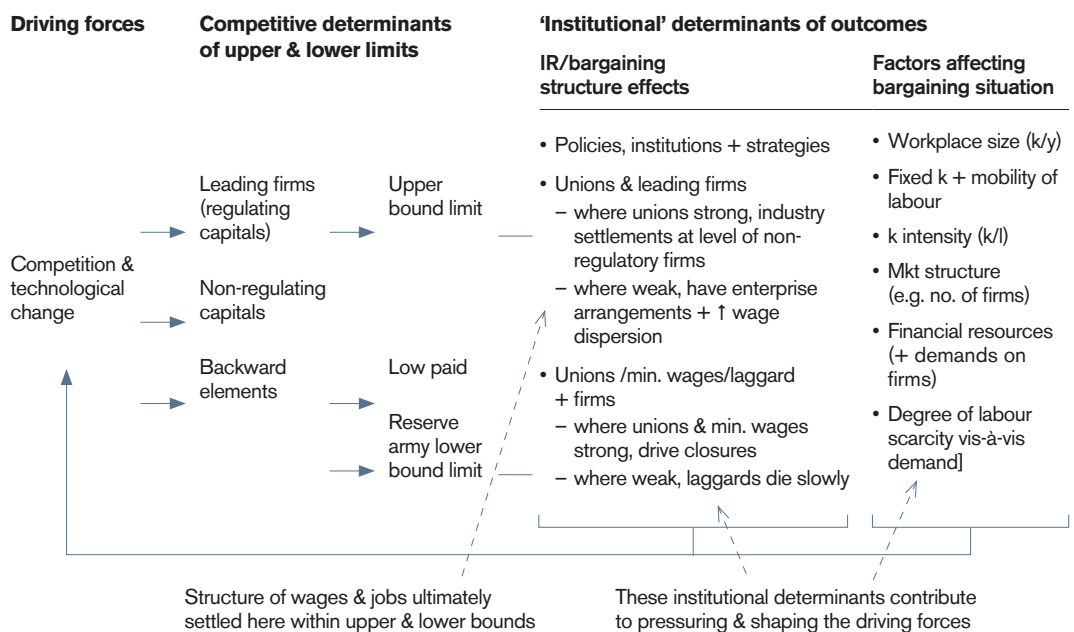 Driving forces
Competitive determinants
of upper & lower limits
‘Institutional’ determinants of outcomes
IR/bargaining
structure effects
Factors affecting
bargaining situation
Competition &
technological
change
Leading firms
(regulating
capitals)
Non-regulating
capitals
Backward
elements
Upper
bound limit
Low paid
Reserve
army lower
bound limit
• Policies, institutions + strategies
• Unions & leading firms
– where unions strong, industry
settlements at level of non-
regulatory firms
– where weak, have enterprise
arrangements + ↑ wage
dispersion
• Unions /min. wages/laggard
+ firms
– where unions & min. wages
strong, drive closures
– where weak, laggards die slowly
• Workplace size (k/y)
• Fixed k + mobility of
labour
• k intensity (k/l)
• Mkt structure
(e.g. no. of firms)
• Financial resources
(+ demands on
firms)
• Degree of labour
scarcity vis-à-vis
demand]
Structure of wages & jobs ultimately
settled here within upper & lower bounds
These institutional determinants contribute
to pressuring & shaping the driving forces